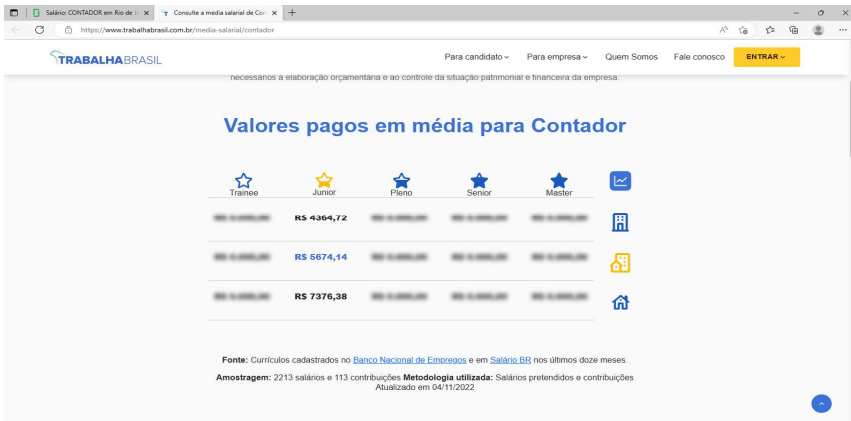 Salário: CONTADOR em Rio de Ja
Consulte a media salarial de Con
https://www.trabalhabrasil.com.br/media-salarial/contador
TRABALHABRASIL
Para candidato
Para empresa
Quem Somos
Fale conosco
ENTRAR
necessários à elaboração orçamentária e ao controle da situação patrimonial e financeira da empresa.
Valores pagos em média para Contador
Trainee Junior Pleno Senior Master
R$ 4364,72
R$ 5674,14
R$ 7376,38
Fonte: Currículos cadastrados no Banco Nacional de Empregos e em Salário BR nos últimos doze meses.
Amostragem: 2213 salários e 113 contribuições Metodologia utilizada: Salários pretendidos e contribuições
Atualizado em 04/11/2022